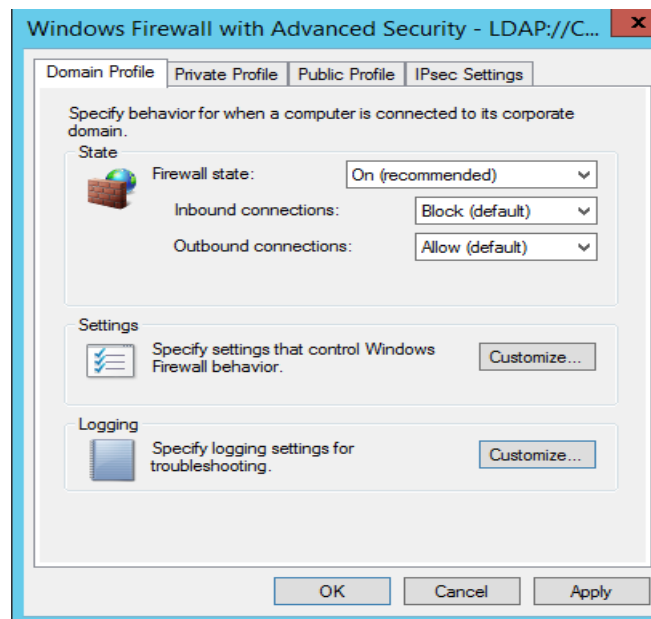 Windows Firewall with Advanced Security - LDAP://C...
x
Domain Profile Private Profile Public Profile IPsec Settings
Specify behavior for when a computer is connected to its corporate
domain.
State
Firewall state: On (recommended)
Inbound connections: Block (default)
Outbound connections: Allow (default)
Settings
Specify settings that control Windows
Firewall behavior.
Customize...
Logging
Specify logging settings for
troubleshooting.
Customize...
OK Cancel Apply